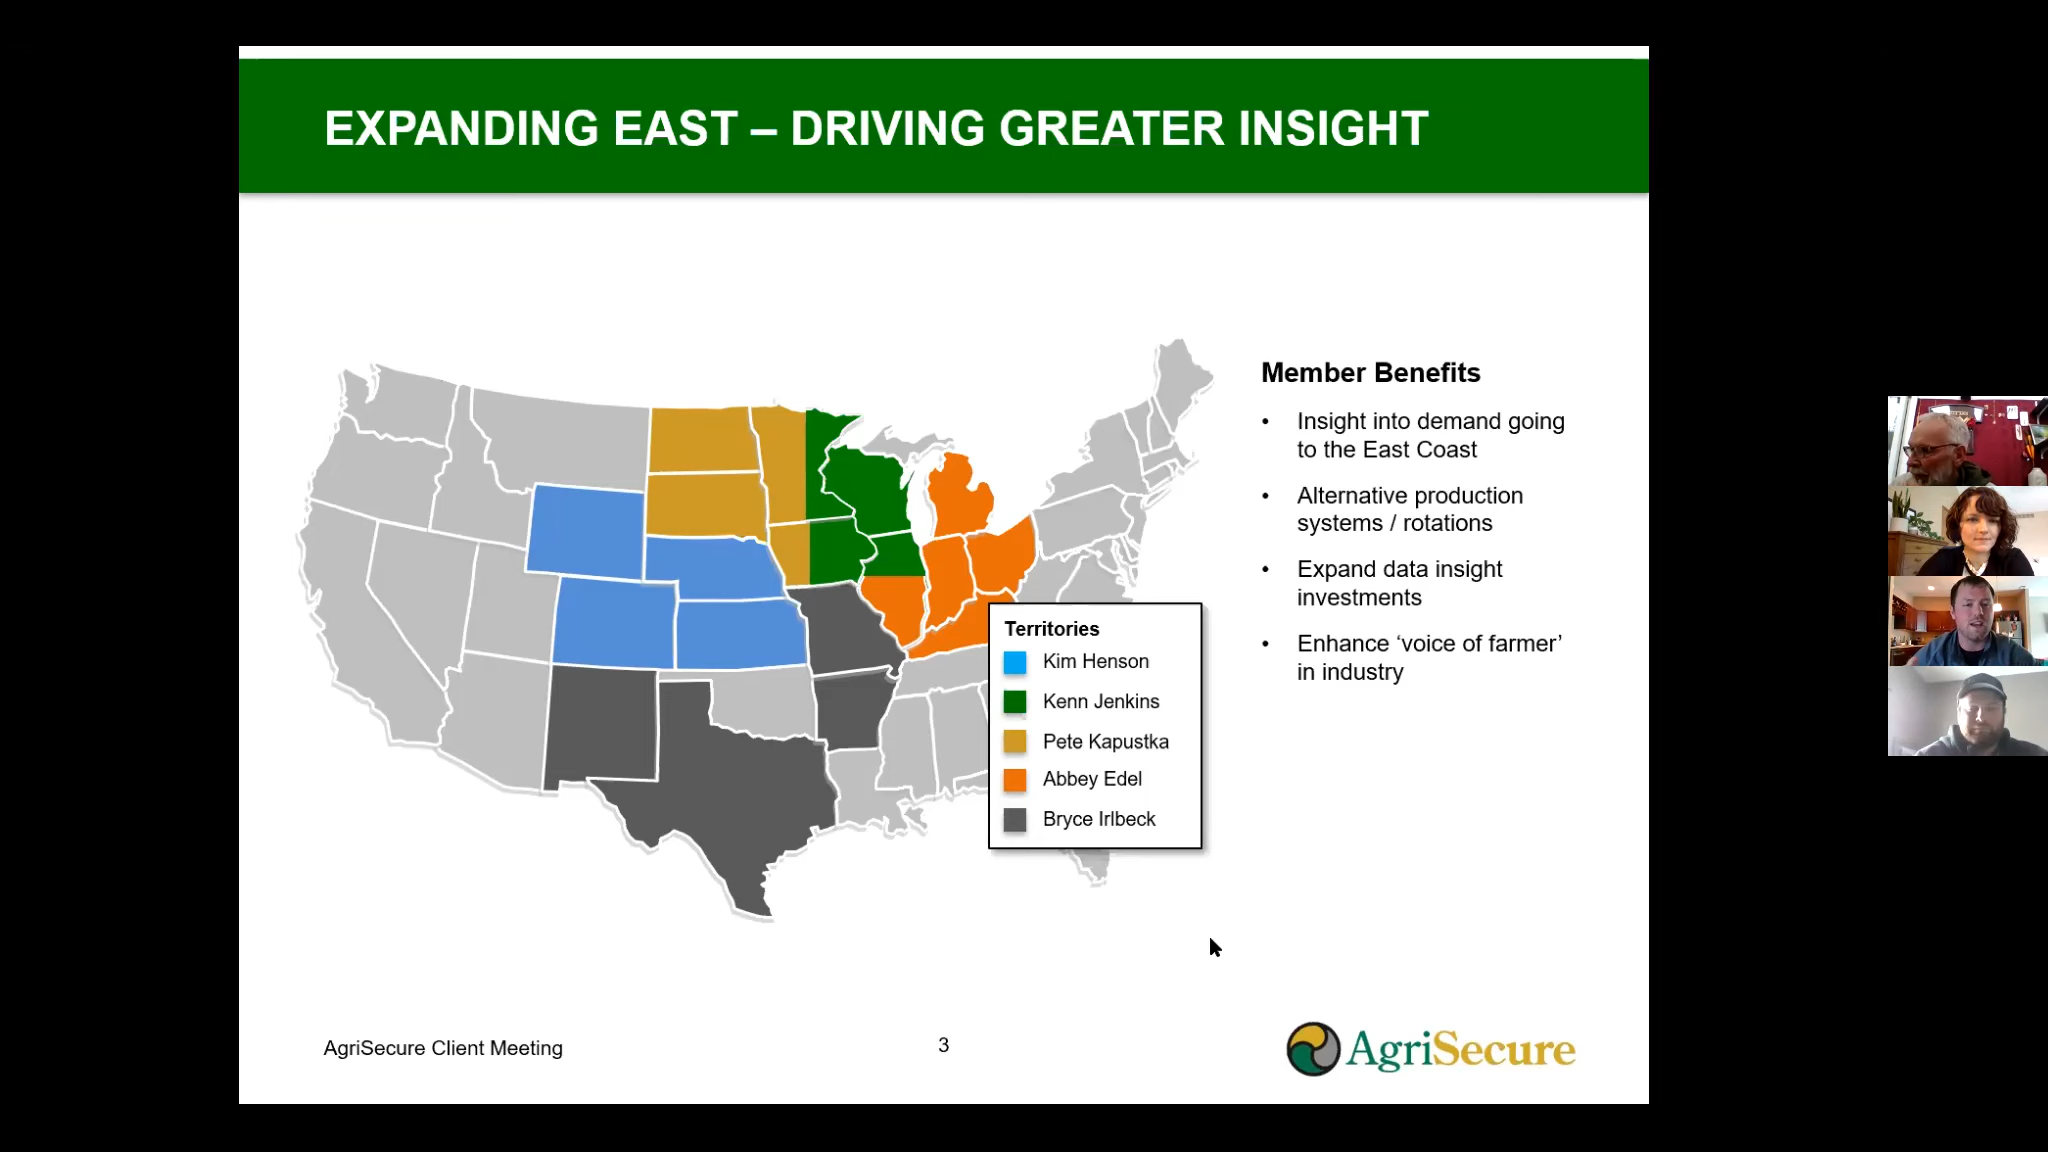 EXPANDING EAST – DRIVING GREATER INSIGHT
Member Benefits
• Insight into demand going
to the East Coast
• Alternative production
systems / rotations
• Expand data insight
investments
• Enhance ‘voice of farmer’
in industry
Territories
Kim Henson
Kenn Jenkins
Pete Kapustka
Abbey Edel
Bryce Irlbeck
AgriSecure Client Meeting
3
AgriSecure